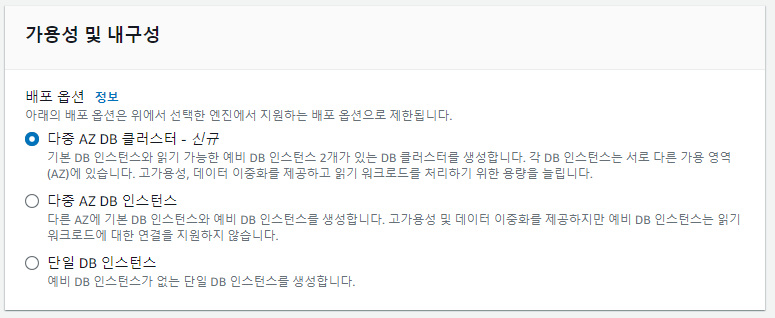 가용성 및 내구성
배포 옵션 정보
아래의 배포 옵션은 위에서 선택한 엔진에서 지원하는 배포 옵션으로 제한됩니다.
다중 AZ DB 클러스터 - 신규
기본 DB 인스턴스와 읽기 가능한 예비 DB 인스턴스 2개가 있는 DB 클러스터를 생성합니다. 각 DB 인스턴스는 서로 다른 가용 영역
(AZ)에 있습니다. 고가용성, 데이터 이중화를 제공하고 읽기 워크로드를 처리하기 위한 용량을 늘립니다.
다중 AZ DB 인스턴스
다른 AZ에 기본 DB 인스턴스와 예비 DB 인스턴스를 생성합니다. 고가용성 및 데이터 이중화를 제공하지만 예비 DB 인스턴스는 읽기
워크로드에 대한 연결을 지원하지 않습니다.
단일 DB 인스턴스
예비 DB 인스턴스가 없는 단일 DB 인스턴스를 생성합니다.